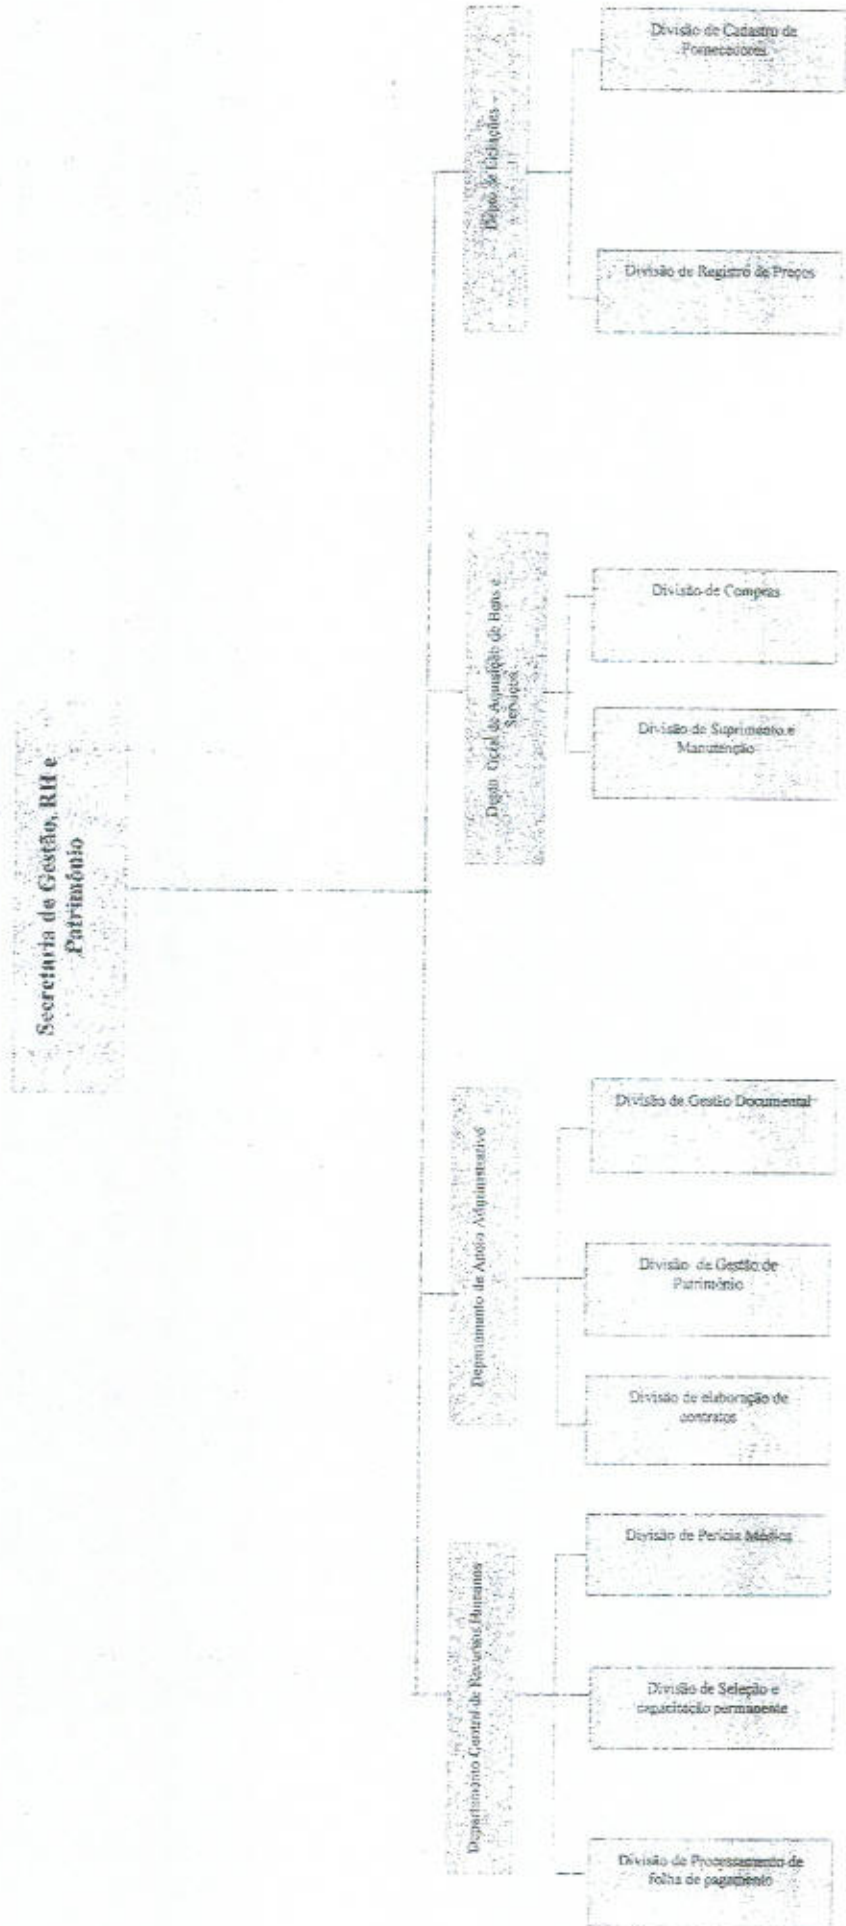 Secretaria de Gestão, RH e
Patrimônio
Departamento Central de Recursos Humanos
Departamento de Apoio Administrativo
Depto. Geral de Aquisição de Bens e
Serviços
Depto de Licitações
Divisão de Processamento de
folha de pagamento
Divisão de Seleção e
capacitação permanente
Divisão de Perícia Médica
Divisão de elaboração de
contratos
Divisão de Gestão de
Patrimônio
Divisão de Gestão Documental
Divisão de Suprimento e
Manutenção
Divisão de Compras
Divisão de Registro de Preços
Divisão de Cadastro de
Fornecedores